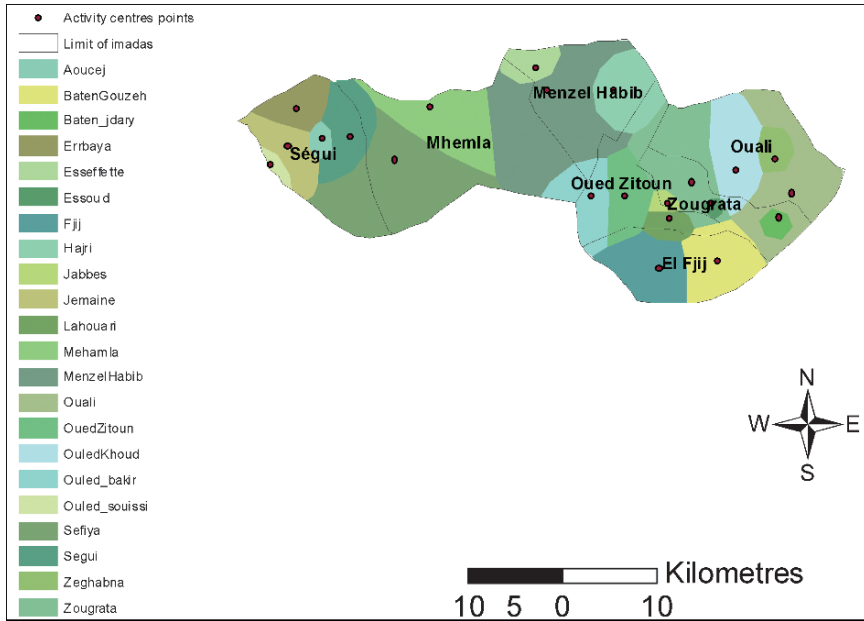 Activity centres points
Limit of imadas
Aoucej
BatenGouzeh
Baten_jdary
Errbaya
Esseffette
Essoud
Fjij
Hajri
Jabbes
Jemaine
Lahouari
Mehamla
MenzelHabib
Ouali
OuedZitoun
OuledKhoud
Ouled_bakir
Ouled_souissi
Sefiya
Segui
Zeghabna
Zougrata
Menzel Habib
Mhemla
Ségui
Ouali
Oued Zitoun
Zougrata
El Fjij
N
W E
S
Kilometres
10 5 0 10